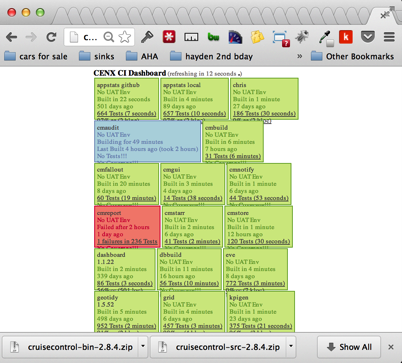 c...
cars for sale
sinks
AHA
hayden 2nd bday
»
Other Bookmarks
CENX CI Dashboard (refreshing in 12 seconds )
appstats github
No UAT Env
Built in 22 seconds
501 days ago
664 Tests (7 seconds)
appstats local
No UAT Env
Built in 4 minutes
89 days ago
657 Tests (10 seconds)
chris
No UAT Env
Built in 1 minute
27 days ago
186 Tests (30 seconds)
cmaudit
No UAT Env
Building for 49 minutes
Last Built 4 hours ago (took 2 hours)
No Tests!!!
cmbuild
No UAT Env
Built in 6 minutes
7 hours ago
31 Tests (6 minutes)
cmfallout
No UAT Env
Built in 20 minutes
8 days ago
60 Tests (19 minutes)
cmgui
No UAT Env
Built in 3 minutes
4 days ago
14 Tests (38 seconds)
cmnotify
No UAT Env
Built in 1 minute
6 days ago
44 Tests (53 seconds)
cmreport
No UAT Env
Failed after 2 hours
1 day ago
1 failures in 236 Tests
cmstarr
No UAT Env
Built in 2 minutes
6 days ago
41 Tests (2 minutes)
cmstore
No UAT Env
Built in 1 minute
12 hours ago
120 Tests (30 seconds)
dashboard
1.1.22
Built in 2 minutes
339 days ago
86 Tests (3 seconds)
dbbuild
No UAT Env
Built in 11 minutes
16 hours ago
56 Tests (10 minutes)
eve
No UAT Env
Built in 4 minutes
8 days ago
772 Tests (3 minutes)
geotidy
1.5.52
Built in 5 minutes
498 days ago
952 Tests (2 minutes)
grid
No UAT Env
Built in 4 minutes
6 days ago
457 Tests (3 minutes)
kpigen
No UAT Env
Built in 1 minute
23 days ago
375 Tests (21 seconds)
cruisecontrol-bin-2.8.4.zip
cruisecontrol-src-2.8.4.zip
Show All